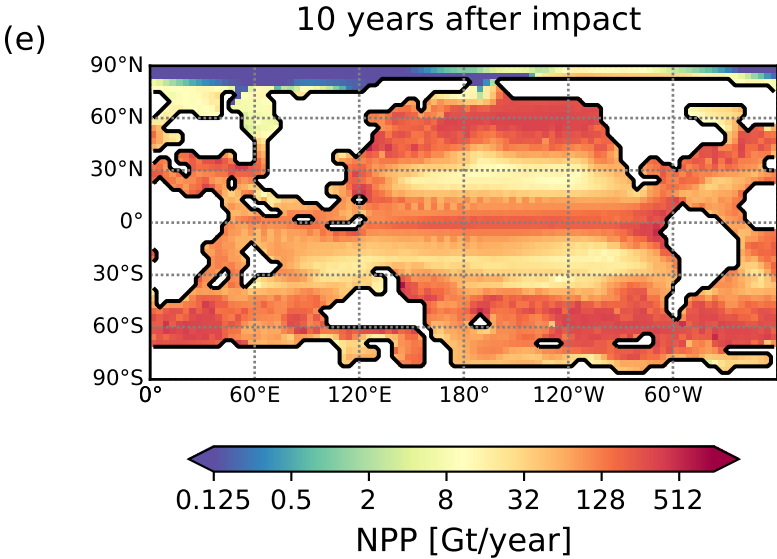 10 years after impact
(e)
90°N
60°N
30°N
0°
30°S
60°S
90°S
0° 60°E 120°E 180° 120°W 60°W
0.125 0.5 2 8 32 128 512
NPP [Gt/year]